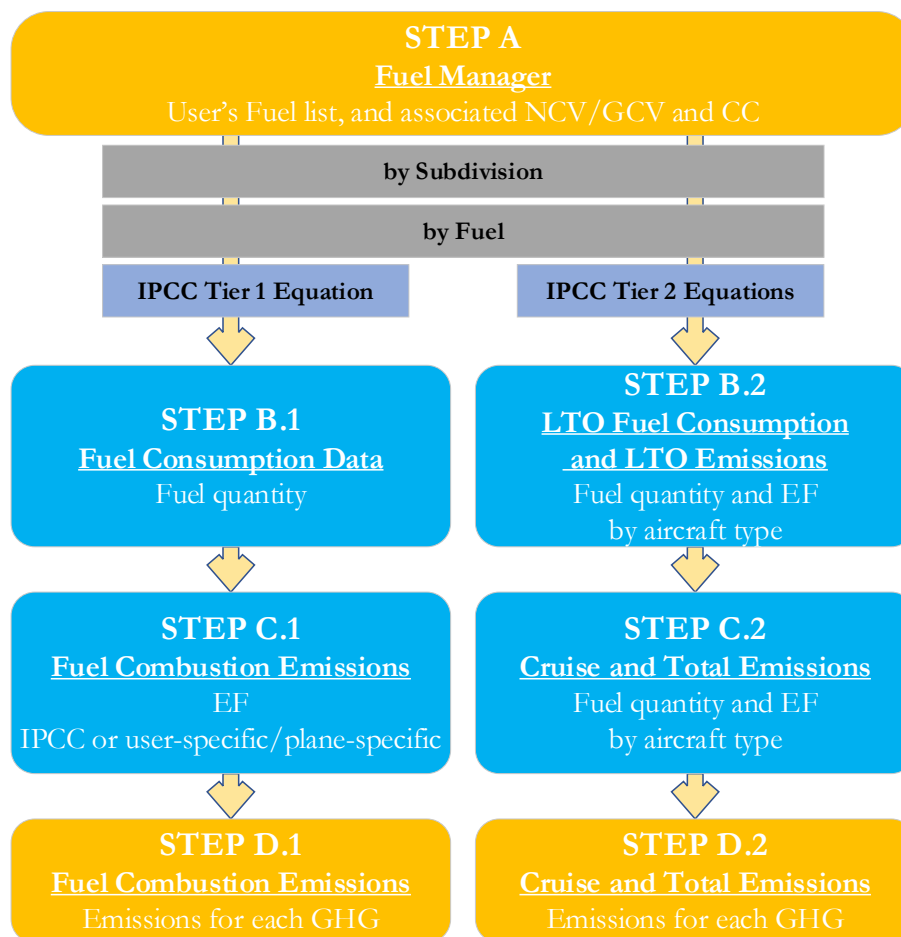 STEP A
Fuel Manager
User's Fuel list, and associated NCV/GCV and CC
by Subdivision
by Fuel
IPCC Tier 1 Equation
IPCC Tier 2 Equations
STEP B.1
Fuel Consumption Data
Fuel quantity
STEP B.2
LTO Fuel Consumption
and LTO Emissions
Fuel quantity and EF
by aircraft type
STEP C.1
Fuel Combustion Emissions
EF
IPCC or user-specific/plane-specific
STEP C.2
Cruise and Total Emissions
Fuel quantity and EF
by aircraft type
STEP D.1
Fuel Combustion Emissions
Emissions for each GHG
STEP D.2
Cruise and Total Emissions
Emissions for each GHG